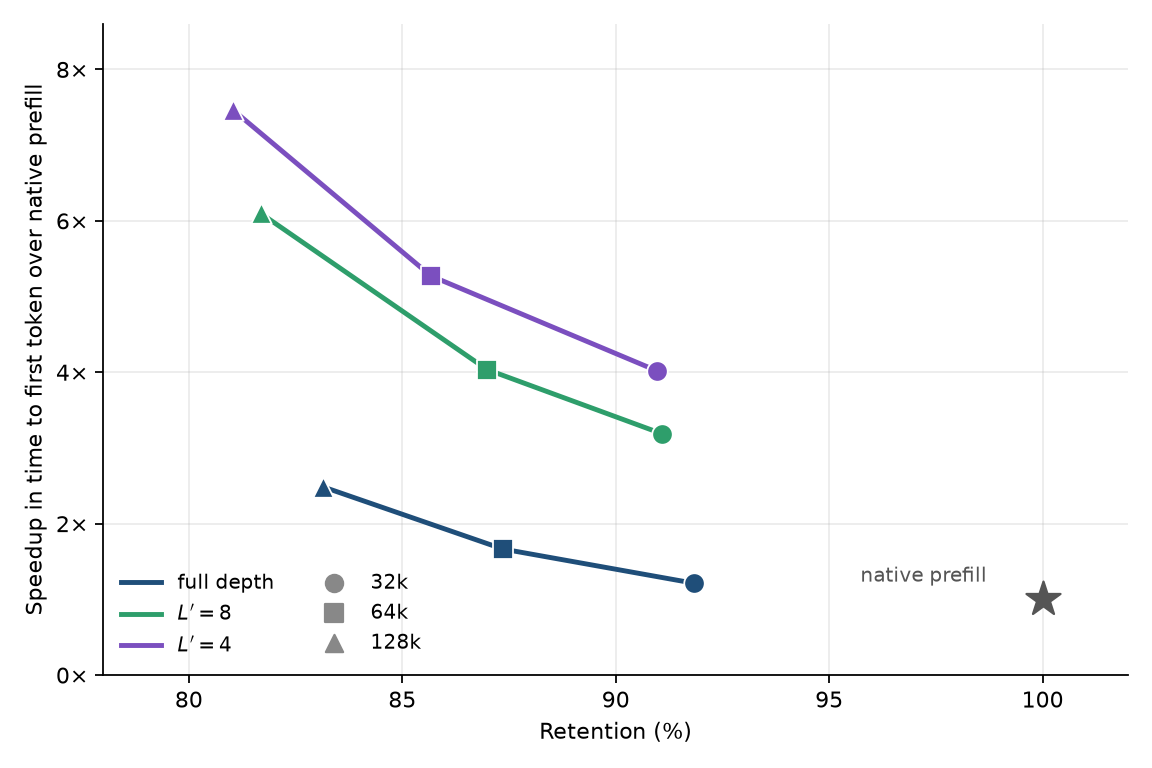 Speedup in time to first token over native prefill
8×
6×
4×
2×
0×
80
85
90
95
100
Retention (%)
full depth
L′ = 8
L′ = 4
32k
64k
128k
native prefill